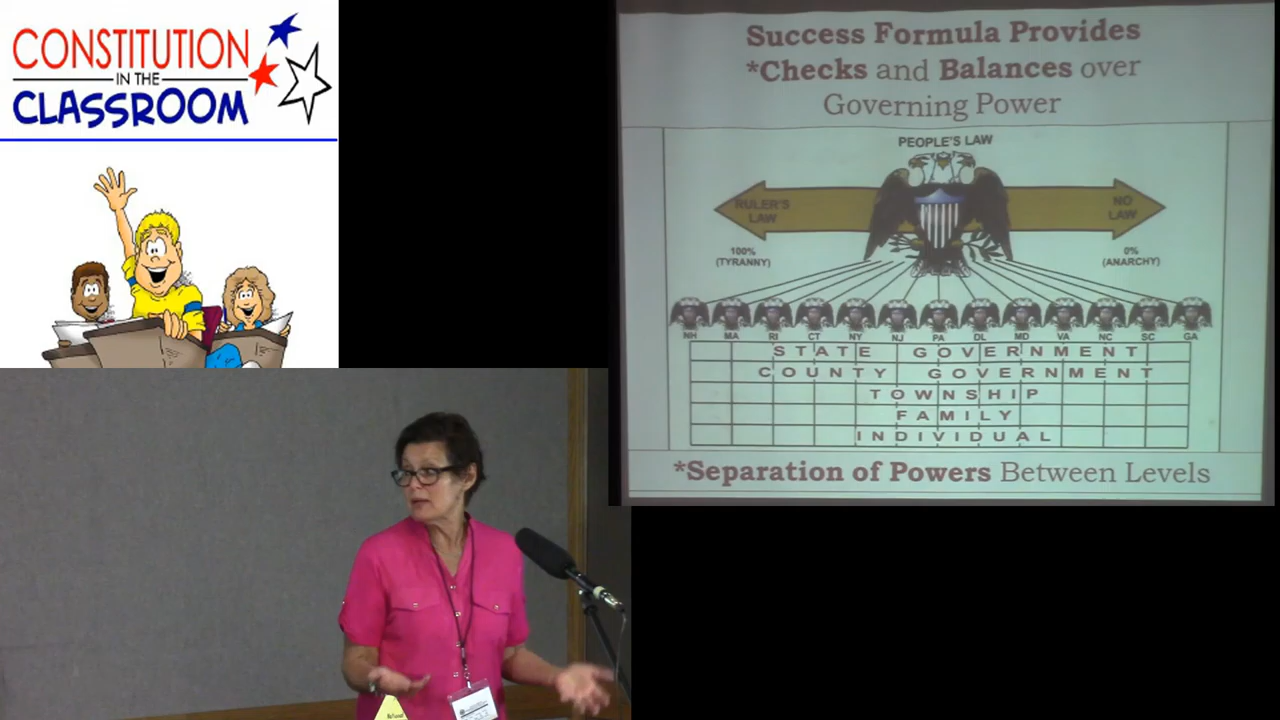 CONSTITUTION
IN THE
CLASSROOM
Success Formula Provides
*Checks and Balances over
Governing Power
PEOPLE'S LAW
RULER'S
LAW
NO
LAW
100%
(TYRANNY)
0%
(ANARCHY)
NH MA RI CT NY NJ PA DL MD VA NC SC GA
STATE GOVERNMENT
COUNTY GOVERNMENT
TOWNSHIP
FAMILY
INDIVIDUAL
*Separation of Powers Between Levels